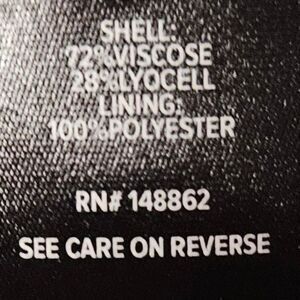 SHELL:
72%VISCOSE
28%LYOCELL
LINING:
100%POLYESTER
RN# 148862
SEE CARE ON REVERSE